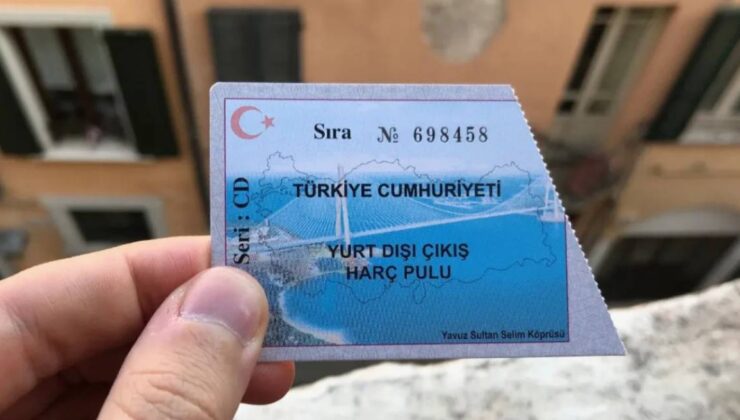 Sıra № 698458
TÜRKİYE CUMHURİYETİ
Seri : CD
YURT DIŞI ÇIKIŞ
HARÇ PULU
Yavuz Sultan Selim Köprüsü